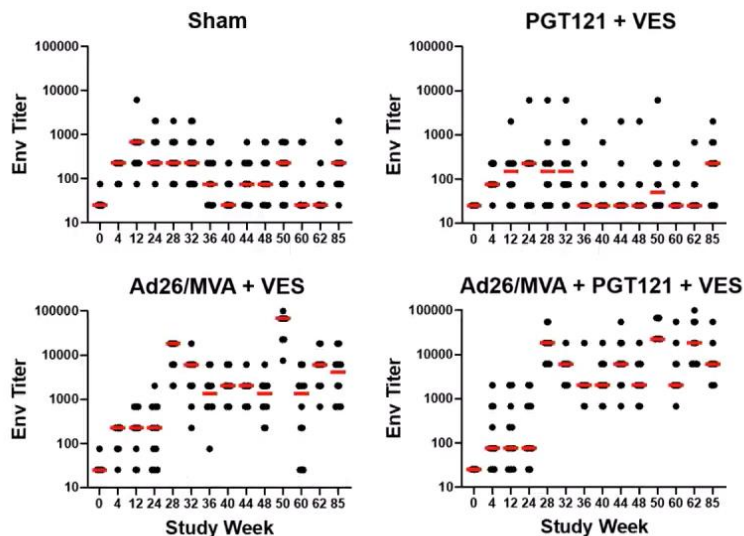 Sham
Env Titer
100000
10000
1000
100
10
0 4 12 24 28 32 36 40 44 48 50 60 62 85
PGT121 + VES
Env Titer
100000
10000
1000
100
10
0 4 12 24 28 32 36 40 44 48 50 60 62 85
Ad26/MVA + VES
Env Titer
100000
10000
1000
100
10
0 4 12 24 28 32 36 40 44 48 50 60 62 85
Study Week
Ad26/MVA + PGT121 + VES
Env Titer
100000
10000
1000
100
10
0 4 12 24 28 32 36 40 44 48 50 60 62 85
Study Week